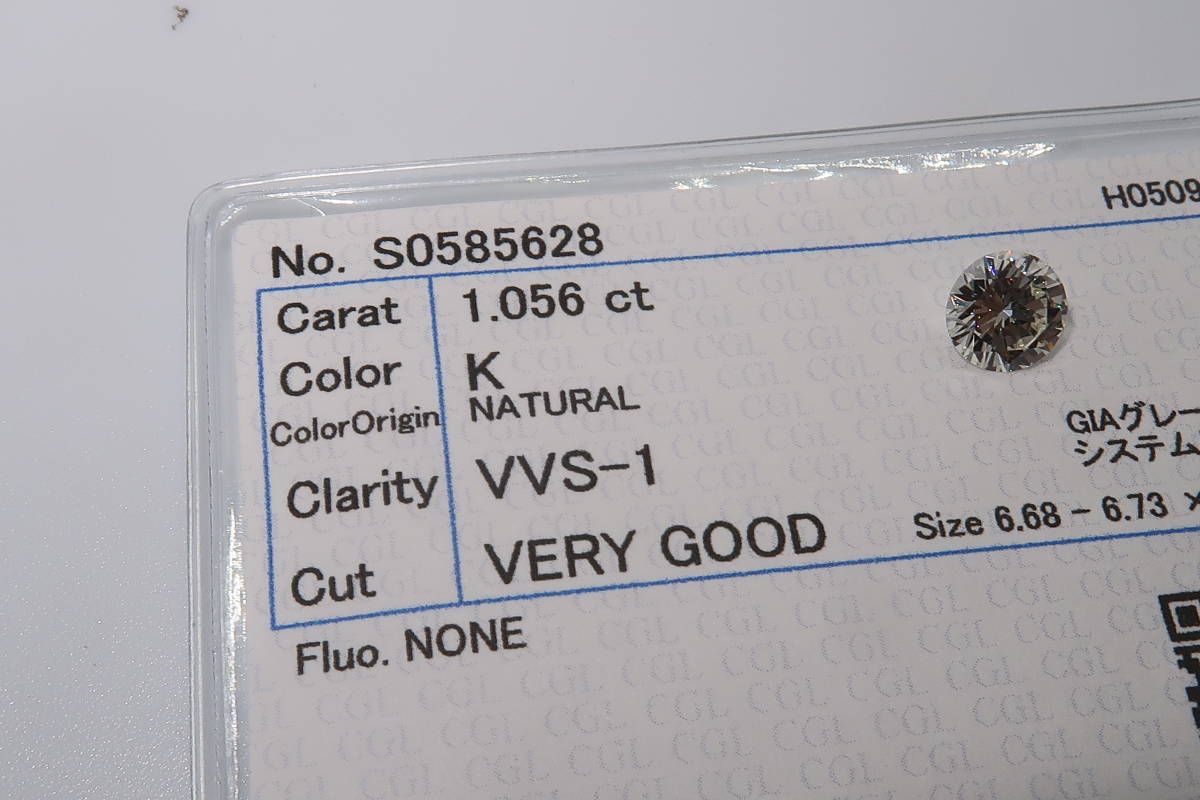 H0509
No. S0585628
Carat 1.056 ct
Color K
ColorOrigin NATURAL
Clarity VVS-1
GIAグレー
システム
Cut VERY GOOD
Size 6.68 - 6.73 ×
Fluo. NONE